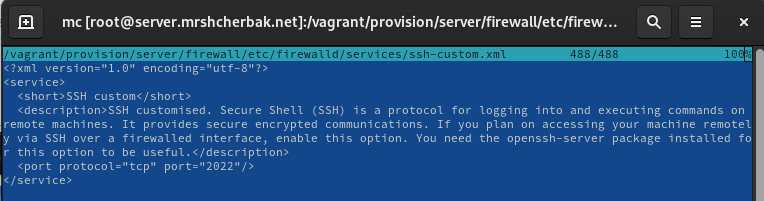 mc [root@server.mrshcherbak.net]:/vagrant/provision/server/firewall/etc/firew...
/vagrant/provision/server/firewall/etc/firewalld/services/ssh-custom.xml 488/488 100%
<?xml version="1.0" encoding="utf-8"?>
<service>
  <short>SSH custom</short>
  <description>SSH customised. Secure Shell (SSH) is a protocol for logging into and executing commands on
remote machines. It provides secure encrypted communications. If you plan on accessing your machine remotel
y via SSH over a firewalled interface, enable this option. You need the openssh-server package installed fo
r this option to be useful.</description>
  <port protocol="tcp" port="2022"/>
</service>